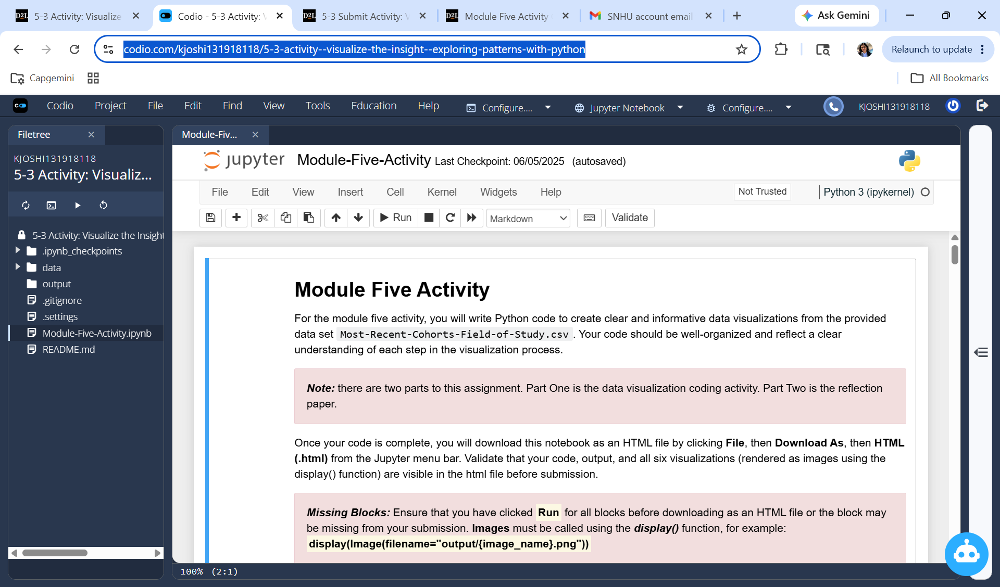 5-3 Activity: Visualize
Codio - 5-3 Activity: V
5-3 Submit Activity: V
Module Five Activity
SNHU account email
Ask Gemini
codio.com/kjoshi131918118/5-3-activity--visualize-the-insight--exploring-patterns-with-python
Relaunch to update
Capgemini
All Bookmarks
Codio Project File Edit Find View Tools Education Help Configure.... Jupyter Notebook Configure.... KJOSHI131918118
Filetree
Module-Fiv...
KJOSHI131918118
5-3 Activity: Visualiz...
5-3 Activity: Visualize the Insight
.ipynb_checkpoints
data
output
.gitignore
.settings
Module-Five-Activity.ipynb
README.md
jupyter Module-Five-Activity Last Checkpoint: 06/05/2025 (autosaved)
File Edit View Insert Cell Kernel Widgets Help Not Trusted Python 3 (ipykernel)
Run Markdown Validate
Module Five Activity
For the module five activity, you will write Python code to create clear and informative data visualizations from the provided
data set Most-Recent-Cohorts-Field-of-Study.csv . Your code should be well-organized and reflect a clear
understanding of each step in the visualization process.
Note: there are two parts to this assignment. Part One is the data visualization coding activity. Part Two is the reflection
paper.
Once your code is complete, you will download this notebook as an HTML file by clicking File, then Download As, then HTML
(.html) from the Jupyter menu bar. Validate that your code, output, and all six visualizations (rendered as images using the
display() function) are visible in the html file before submission.
Missing Blocks: Ensure that you have clicked Run for all blocks before downloading as an HTML file or the block may
be missing from your submission. Images must be called using the display() function, for example:
display(Image(filename="output/{image_name}.png"))
100% (2:1)